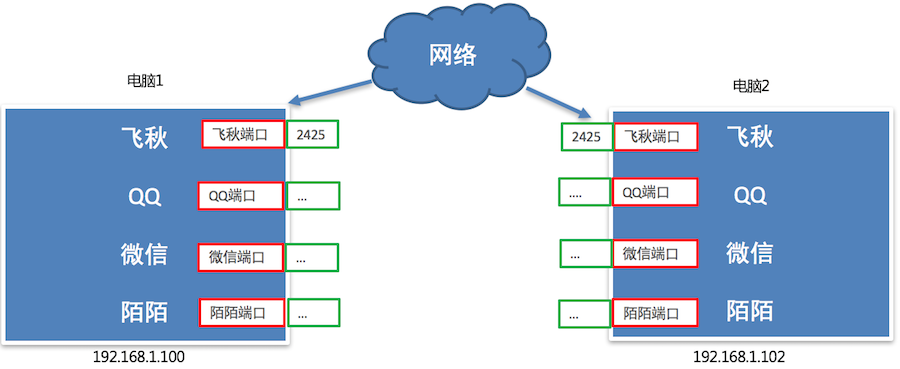 网络
电脑1
电脑2
飞秋 飞秋端口 2425
2425 飞秋端口 飞秋
QQ QQ端口 ...
.... QQ端口 QQ
微信 微信端口 ...
... 微信端口 微信
陌陌 陌陌端口 ...
... 陌陌端口 陌陌
192.168.1.100
192.168.1.102